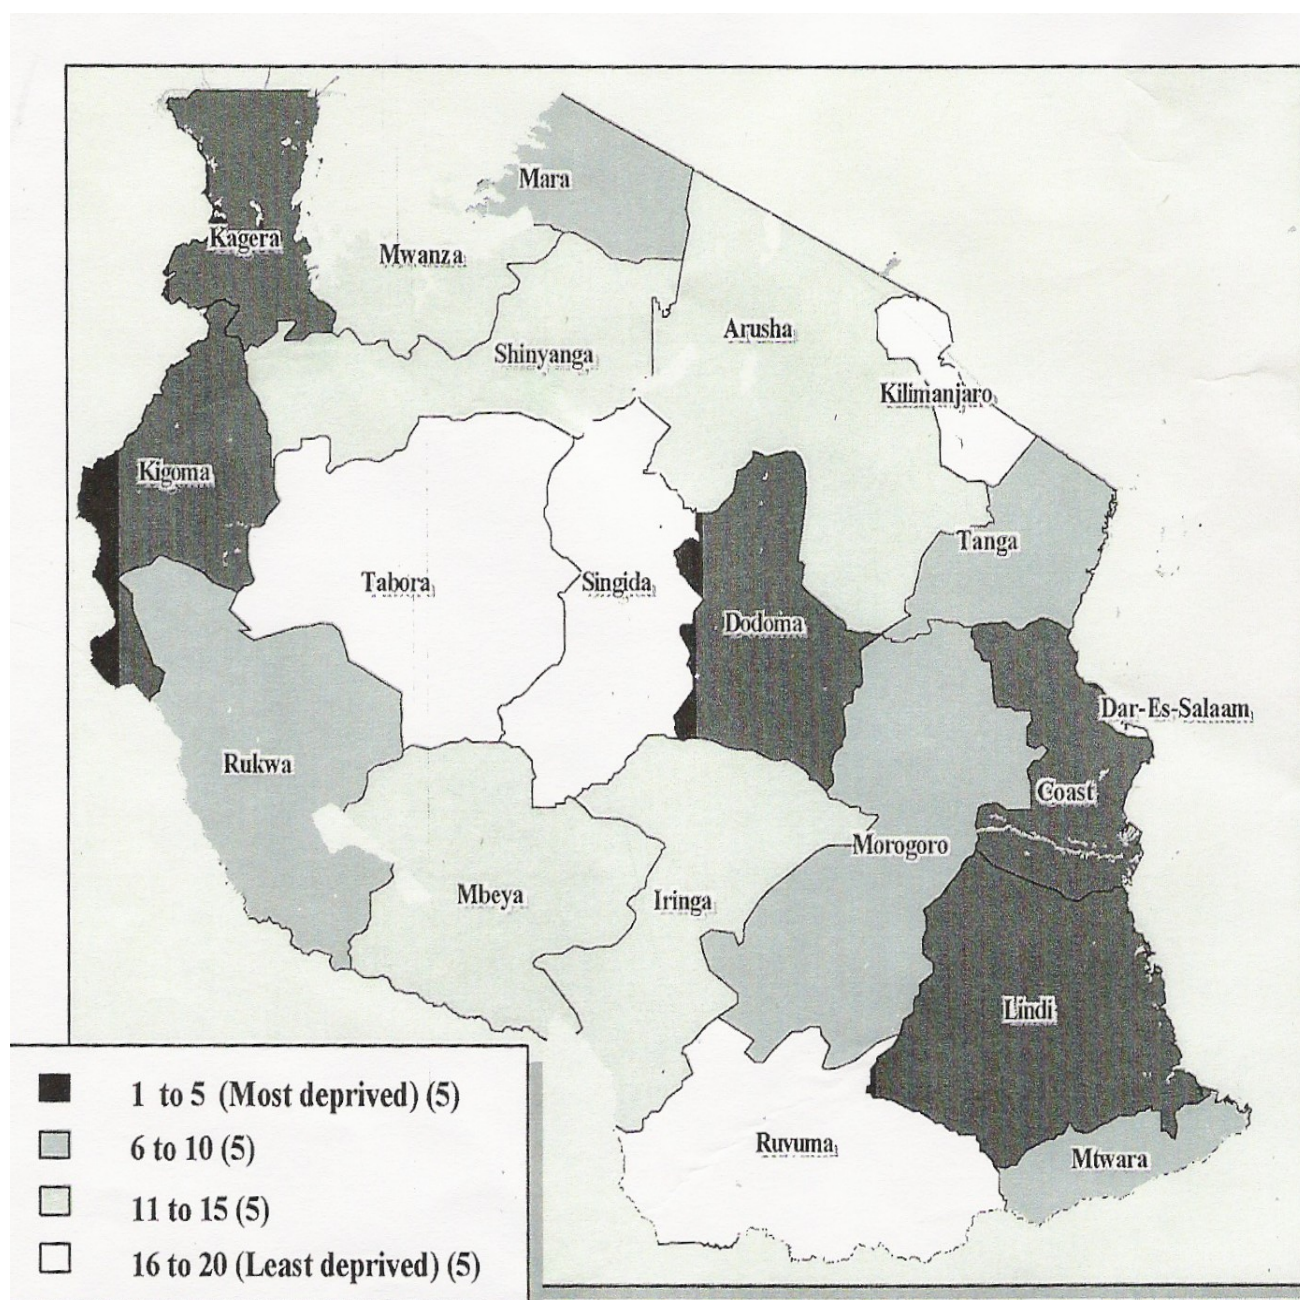 Mara
Kagera
Mwanza
Arusha
Shinyanga
Kilimanjaro
Kigoma
Tanga
Tabora
Singida
Dodoma
Dar-Es-Salaam
Rukwa
Coast
Morogoro
Mbeya
Iringa
Lindi
Ruvuma
Mtwara
1 to 5 (Most deprived) (5)
6 to 10 (5)
11 to 15 (5)
16 to 20 (Least deprived) (5)